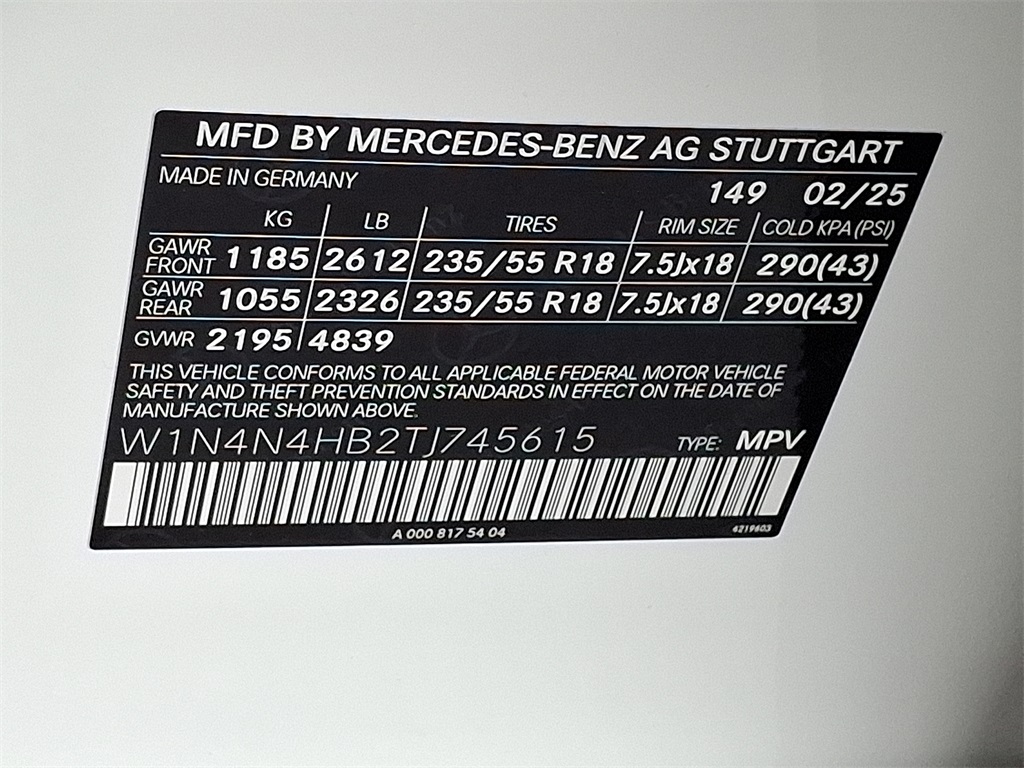 MFD BY MERCEDES-BENZ AG STUTTGART
MADE IN GERMANY 149 02/25
KG LB TIRES RIM SIZE COLD KPA (PSI)
GAWR FRONT 1185 2612 235/55 R18 7.5Jx18 290(43)
GAWR REAR 1055 2326 235/55 R18 7.5Jx18 290(43)
GVWR 2195 4839
THIS VEHICLE CONFORMS TO ALL APPLICABLE FEDERAL MOTOR VEHICLE
SAFETY AND THEFT PREVENTION STANDARDS IN EFFECT ON THE DATE OF
MANUFACTURE SHOWN ABOVE.
W1N4N4HB2TJ745615 TYPE: MPV
A 000 817 54 04 4219603